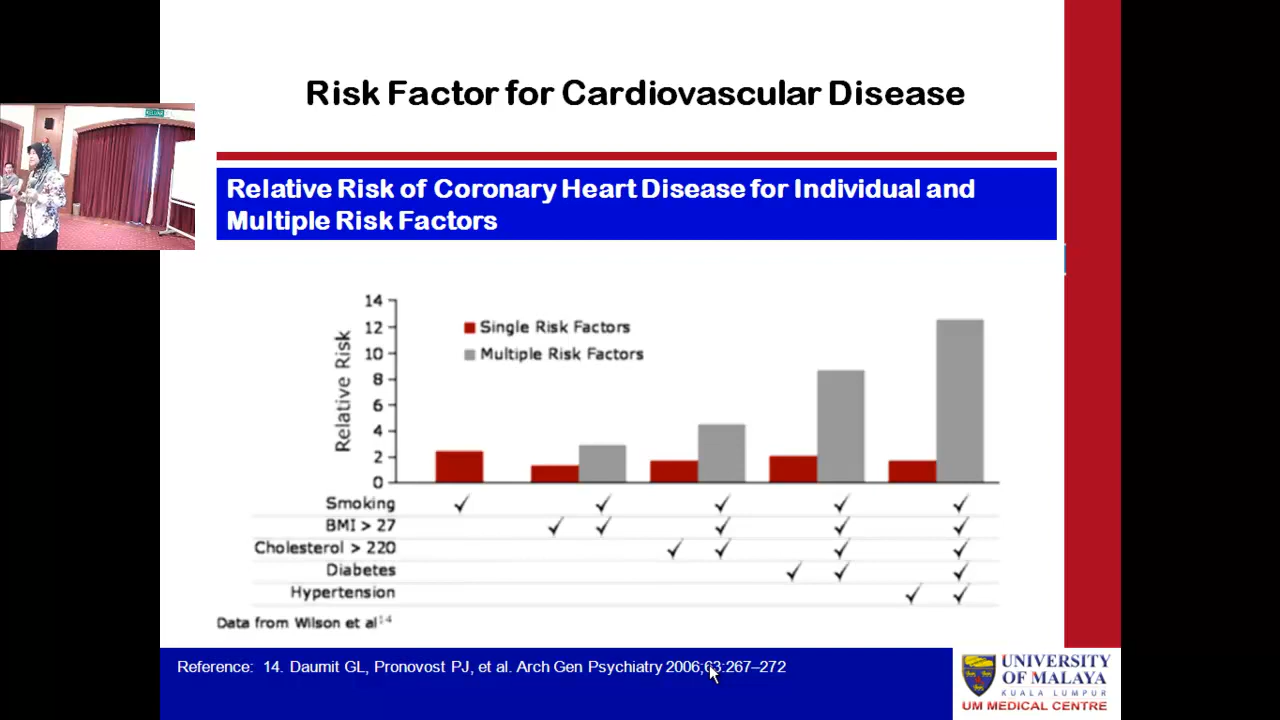 Risk Factor for Cardiovascular Disease
Relative Risk of Coronary Heart Disease for Individual and
Multiple Risk Factors
14
12
10
8
6
4
2
0
Relative Risk
Single Risk Factors
Multiple Risk Factors
Smoking ✓ ✓ ✓ ✓ ✓
BMI > 27 ✓ ✓ ✓ ✓ ✓
Cholesterol > 220 ✓ ✓ ✓ ✓
Diabetes ✓ ✓ ✓
Hypertension ✓ ✓
Data from Wilson et al14
Reference: 14. Daumit GL, Pronovost PJ, et al. Arch Gen Psychiatry 2006;63:267–272
UNIVERSITY
OF MALAYA
KUALA LUMPUR
UM MEDICAL CENTRE